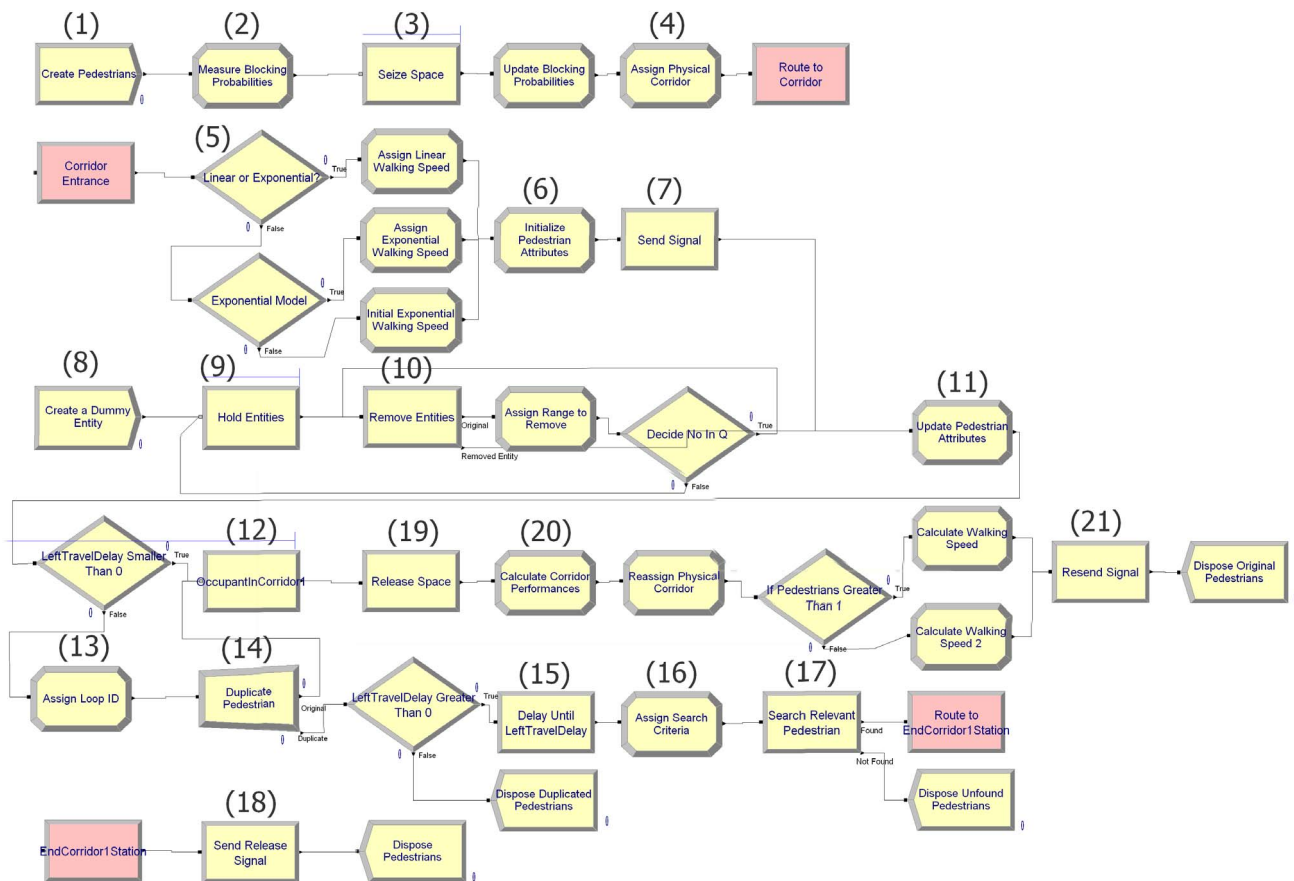 (1)
(2)
(3)
(4)
Create Pedestrians
Measure Blocking
Probabilities
Seize Space
Update Blocking
Probabilities
Assign Physical
Corridor
Route to
Corridor
(5)
Corridor
Entrance
Linear or Exponential?
True
False
Assign Linear
Walking Speed
(6)
(7)
Assign
Exponential
Walking Speed
Initialize
Pedestrian
Attributes
Send Signal
Exponential Model
True
False
Initial Exponential
Walking Speed
(8)
(9)
(10)
(11)
Create a Dummy
Entity
Hold Entities
Remove Entities
Original
Removed Entity
Assign Range to
Remove
Decide No In Q
True
False
Update Pedestrian
Attributes
(12)
(19)
(20)
(21)
LeftTravelDelay Smaller
Than 0
True
False
OccupantInCorridor1
Release Space
Calculate Corridor
Performances
Reassign Physical
Corridor
If Pedestrians Greater
Than 1
True
False
Calculate Walking
Speed
Calculate Walking
Speed 2
Resend Signal
Dispose Original
Pedestrians
(13)
(14)
(15)
(16)
(17)
Assign Loop ID
Duplicate
Pedestrian
Original
Duplicate
LeftTravelDelay Greater
Than 0
True
False
Delay Until
LeftTravelDelay
Assign Search
Criteria
Search Relevant
Pedestrian
Found
Not Found
Route to
EndCorridor1Station
Dispose Duplicated
Pedestrians
Dispose Unfound
Pedestrians
(18)
EndCorridor1Station
Send Release
Signal
Dispose
Pedestrians